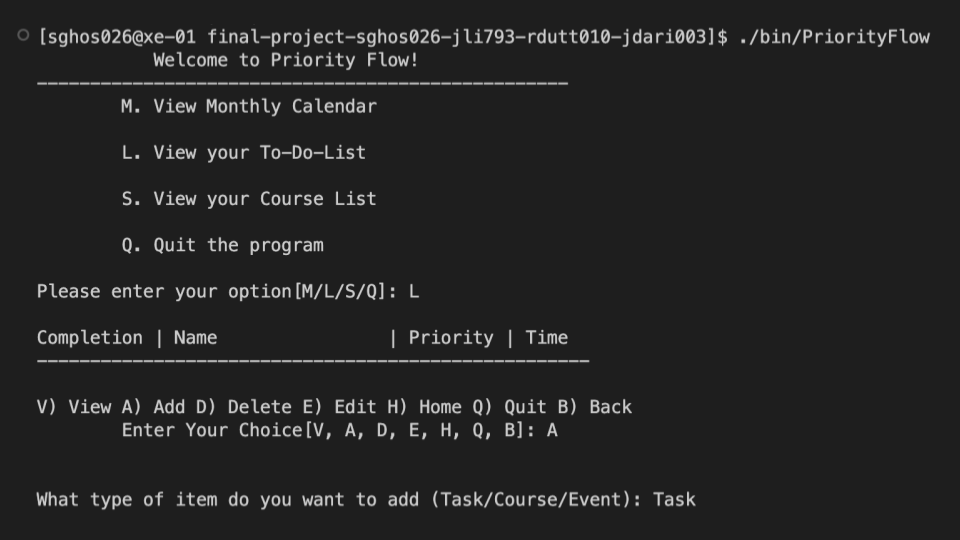 [sghos026@xe-01 final-project-sghos026-jli793-rdutt010-jdari003]$ ./bin/PriorityFlow
Welcome to Priority Flow!
--------------------------------------------------
M. View Monthly Calendar
L. View your To-Do-List
S. View your Course List
Q. Quit the program
Please enter your option[M/L/S/Q]: L
Completion | Name | Priority | Time
----------------------------------------------------
V) View A) Add D) Delete E) Edit H) Home Q) Quit B) Back
Enter Your Choice[V, A, D, E, H, Q, B]: A
What type of item do you want to add (Task/Course/Event): Task